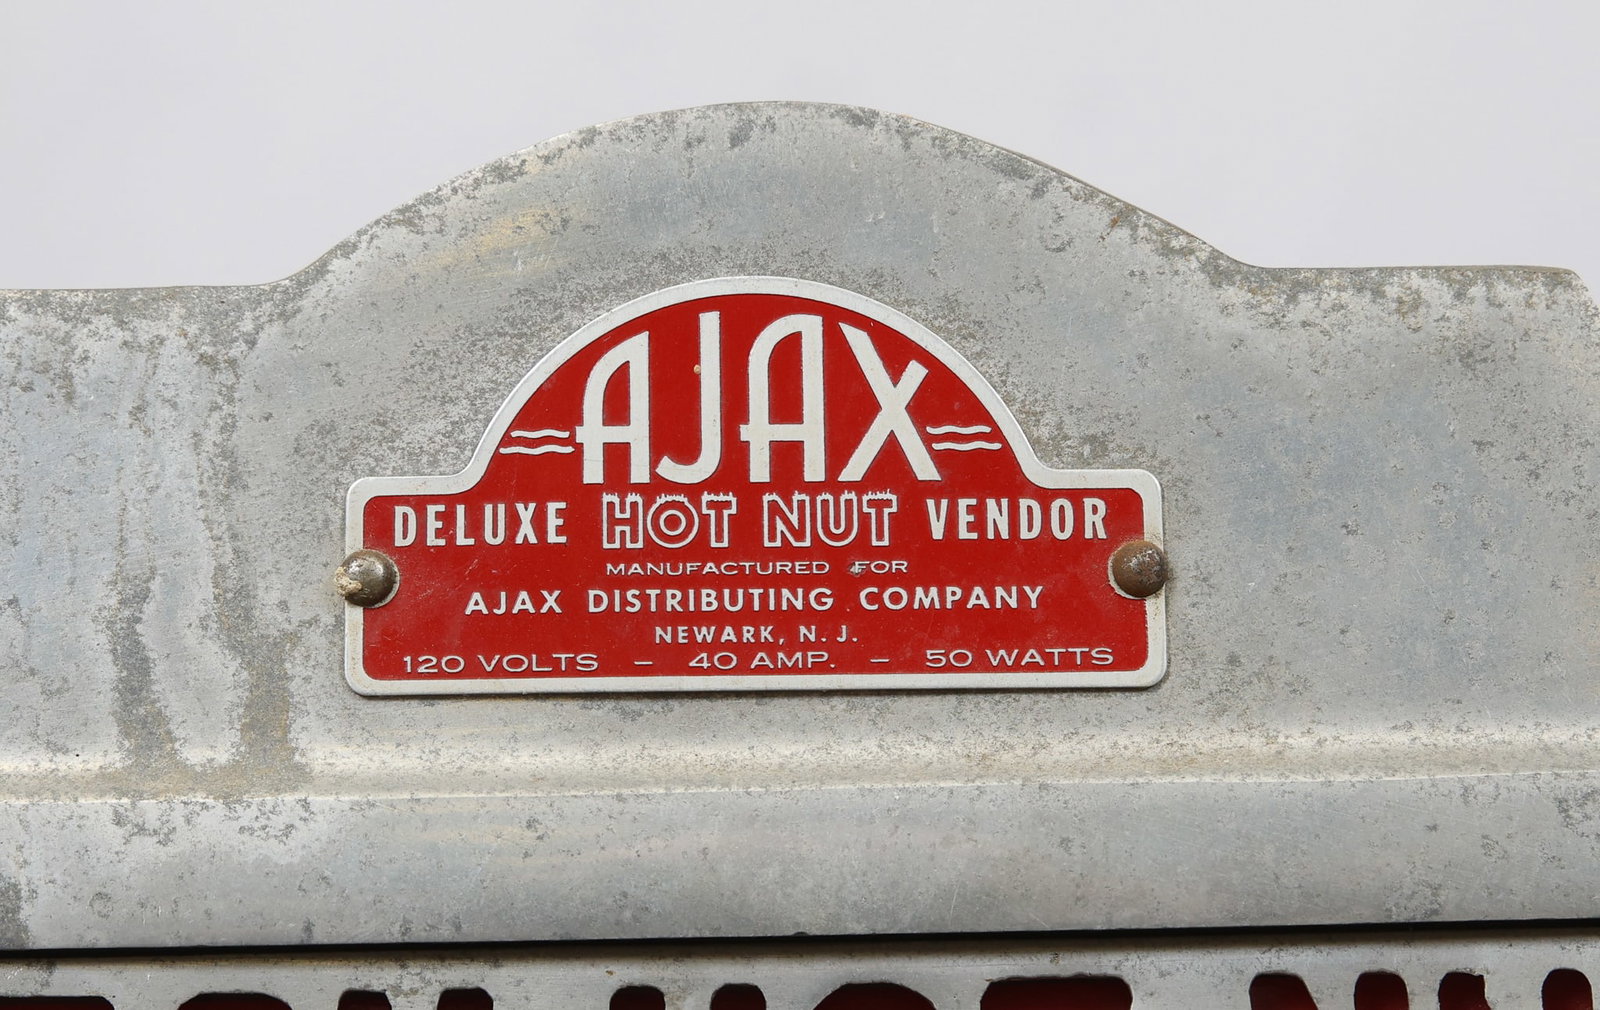 AJAX
DELUXE HOT NUT VENDOR
MANUFACTURED FOR
AJAX DISTRIBUTING COMPANY
NEWARK, N. J.
120 VOLTS – 40 AMP. – 50 WATTS